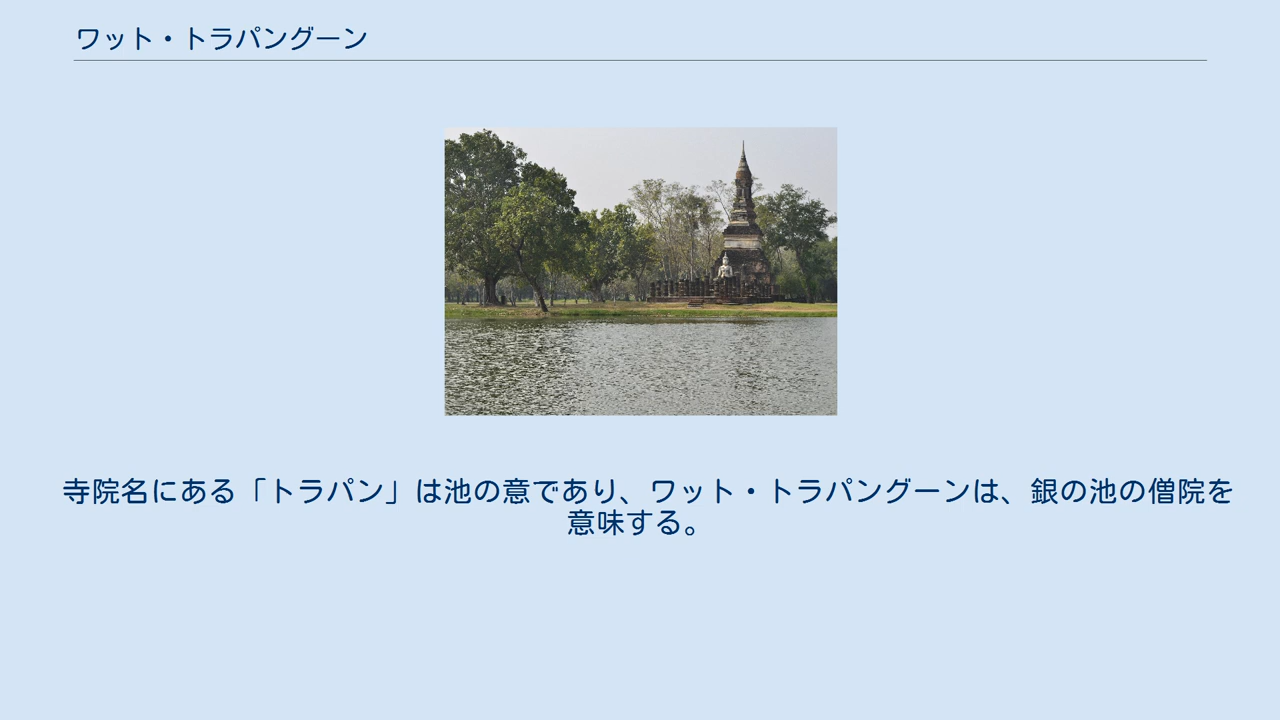 ワット・トラパングーン
寺院名にある「トラパン」は池の意であり、ワット・トラパングーンは、銀の池の僧院を
意味する。